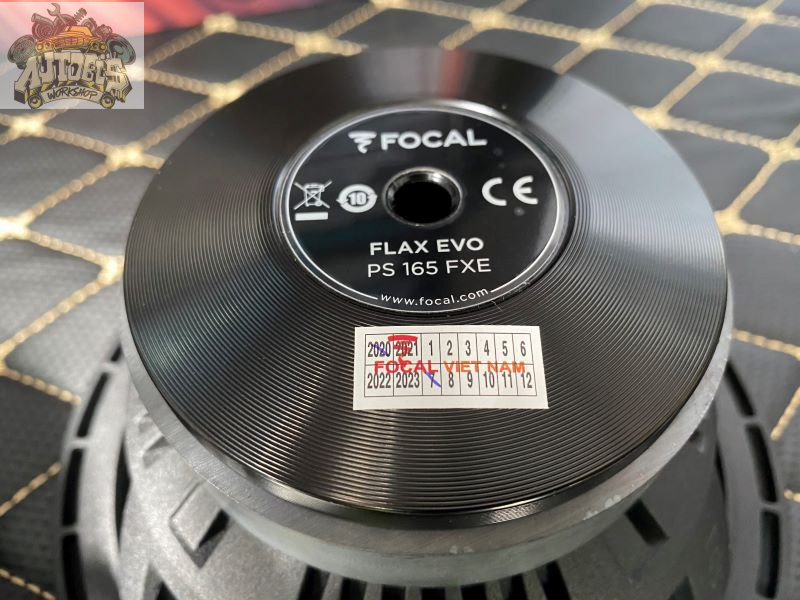 AUTOBIS
WORKSHOP
FOCAL
10
CE
FLAX EVO
PS 165 FXE
www.focal.com
2020 2021 1 2 3 4 5 6
FOCAL VIET NAM
2022 2023 7 8 9 10 11 12